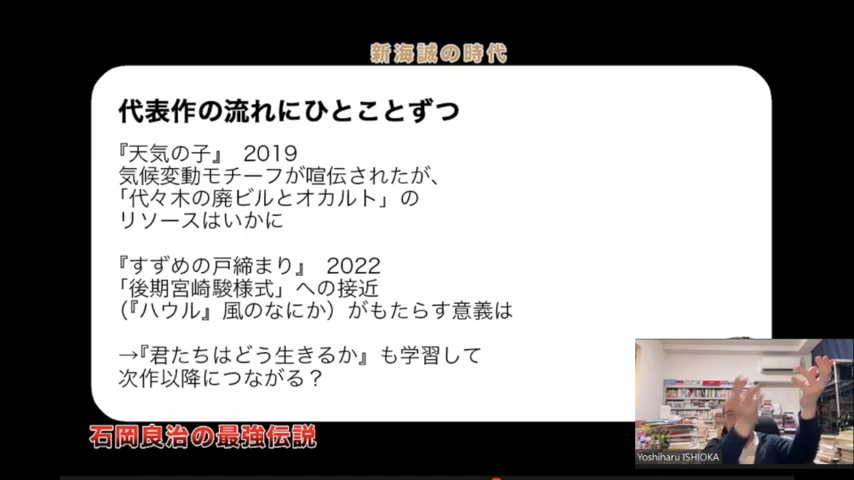 新海誠の時代
代表作の流れにひとことずつ
『天気の子』 2019
気候変動モチーフが喧伝されたが、
「代々木の廃ビルとオカルト」の
リソースはいかに
『すずめの戸締まり』 2022
「後期宮崎駿様式」への接近
（『ハウル』風のなにか）がもたらす意義は
→『君たちはどう生きるか』も学習して
次作以降につながる？
石岡良治の最強伝説
Yoshiharu ISHIOKA